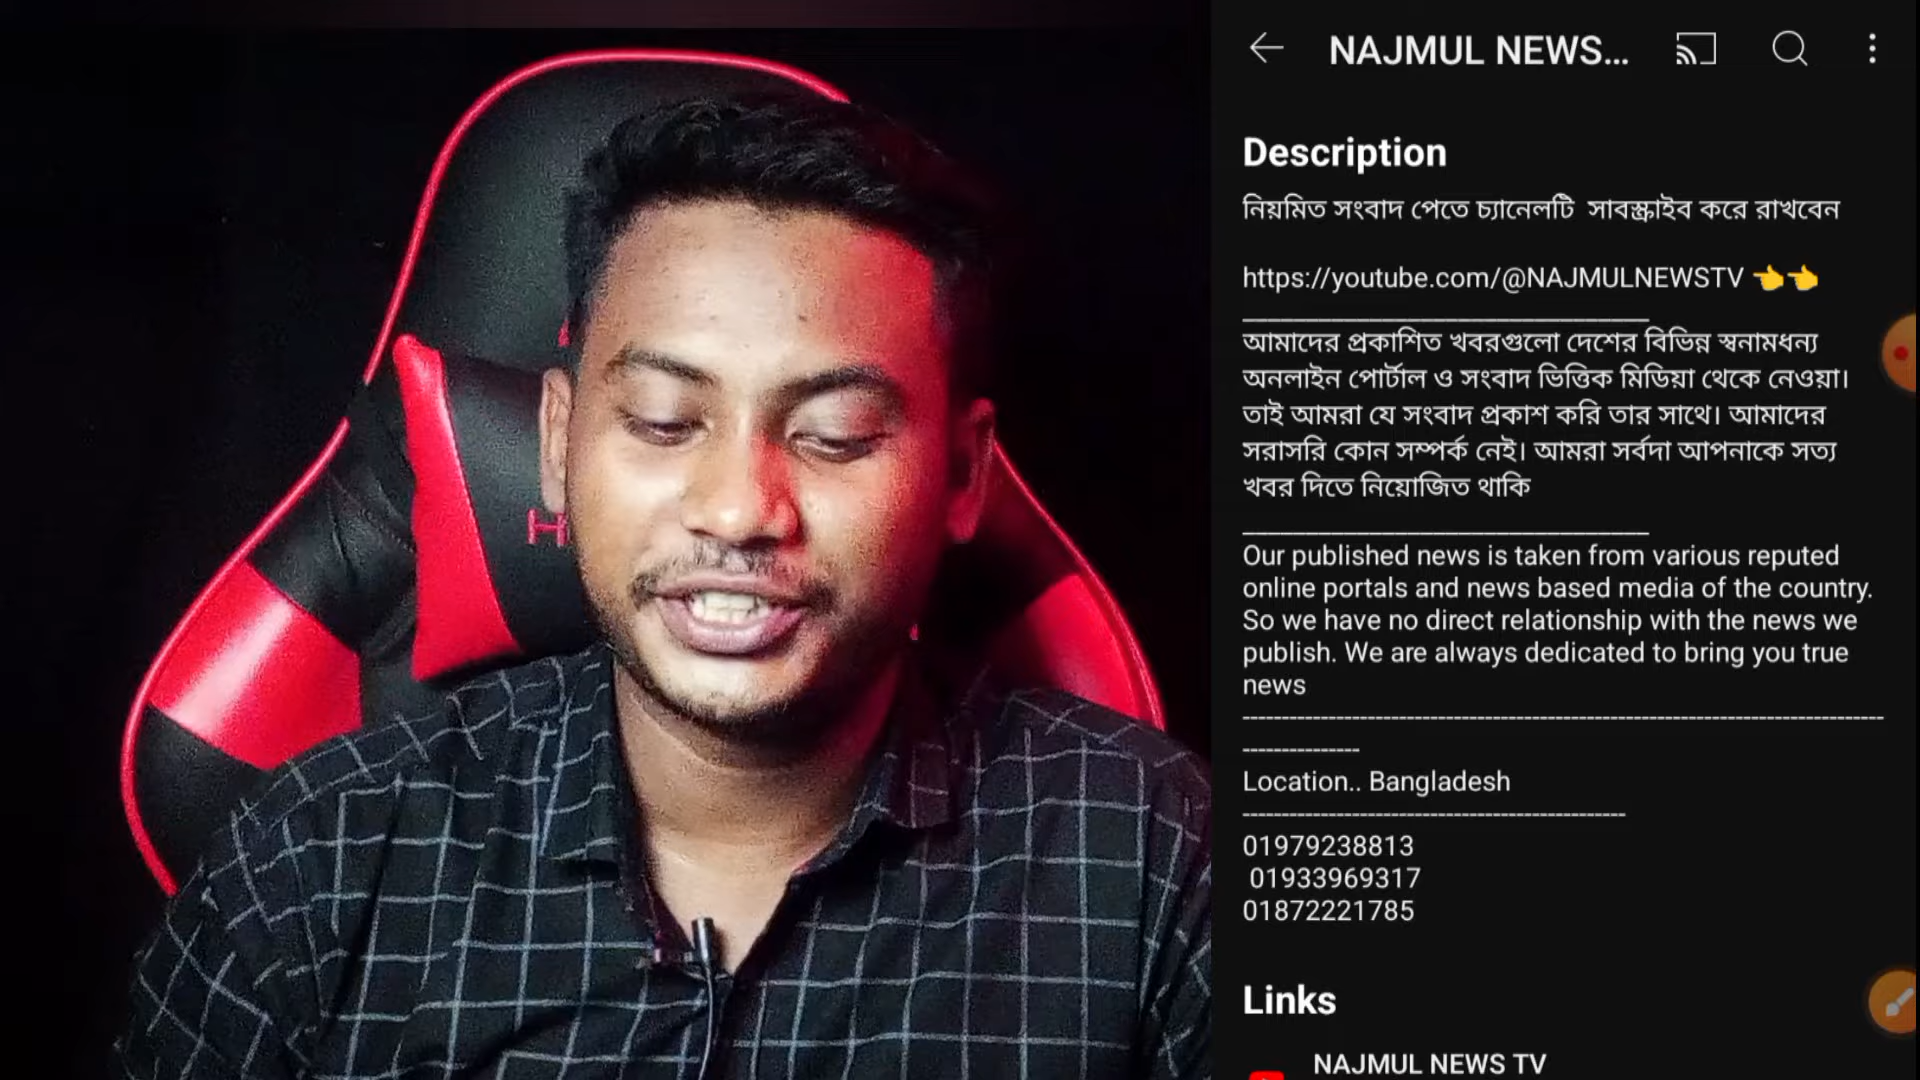 NAJMUL NEWS...
Description
নিয়মিত সংবাদ পেতে চ্যানেলটি সাবস্ক্রাইব করে রাখবেন
https://youtube.com/@NAJMULNEWSTV 👈👈
আমাদের প্রকাশিত খবরগুলো দেশের বিভিন্ন স্বনামধন্য
অনলাইন পোর্টাল ও সংবাদ ভিত্তিক মিডিয়া থেকে নেওয়া।
তাই আমরা যে সংবাদ প্রকাশ করি তার সাথে। আমাদের
সরাসরি কোন সম্পর্ক নেই। আমরা সর্বদা আপনাকে সত্য
খবর দিতে নিয়োজিত থাকি
Our published news is taken from various reputed
online portals and news based media of the country.
So we have no direct relationship with the news we
publish. We are always dedicated to bring you true
news
Location.. Bangladesh
01979238813
01933969317
01872221785
Links
NAJMUL NEWS TV